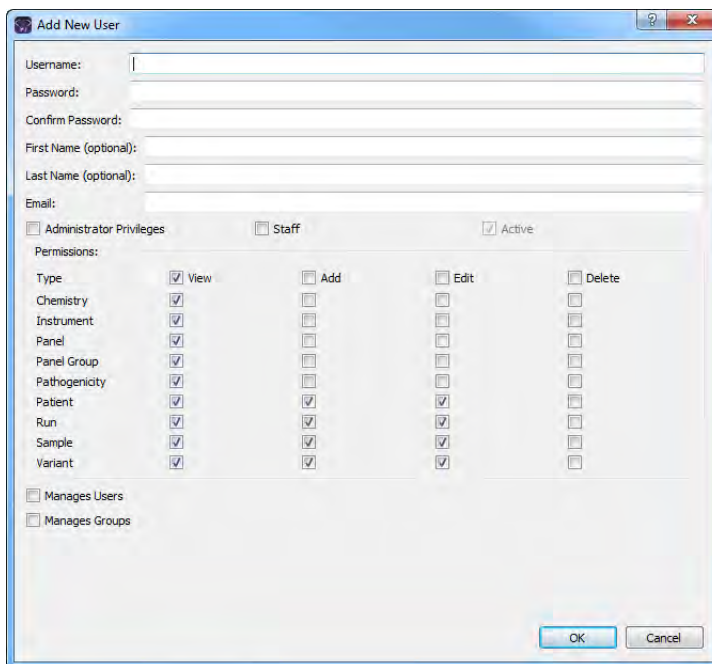 Add New User
Username:
Password:
Confirm Password:
First Name (optional):
Last Name (optional):
Email:
Administrator Privileges Staff Active
Permissions:
Type View Add Edit Delete
Chemistry
Instrument
Panel
Panel Group
Pathogenicity
Patient
Run
Sample
Variant
Manages Users
Manages Groups
OK Cancel